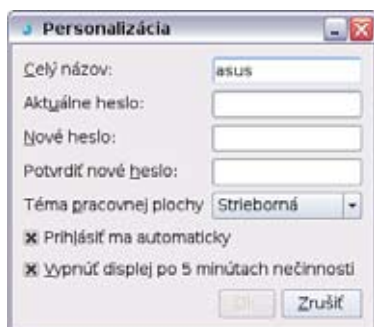 Personalizácia
Celý názov: asus
Aktuálne heslo:
Nové heslo:
Potvrdiť nové heslo:
Téma pracovnej plochy Strieborná
Prihlásiť ma automaticky
Vypnúť displej po 5 minútach nečinnosti
Ok Zrušiť